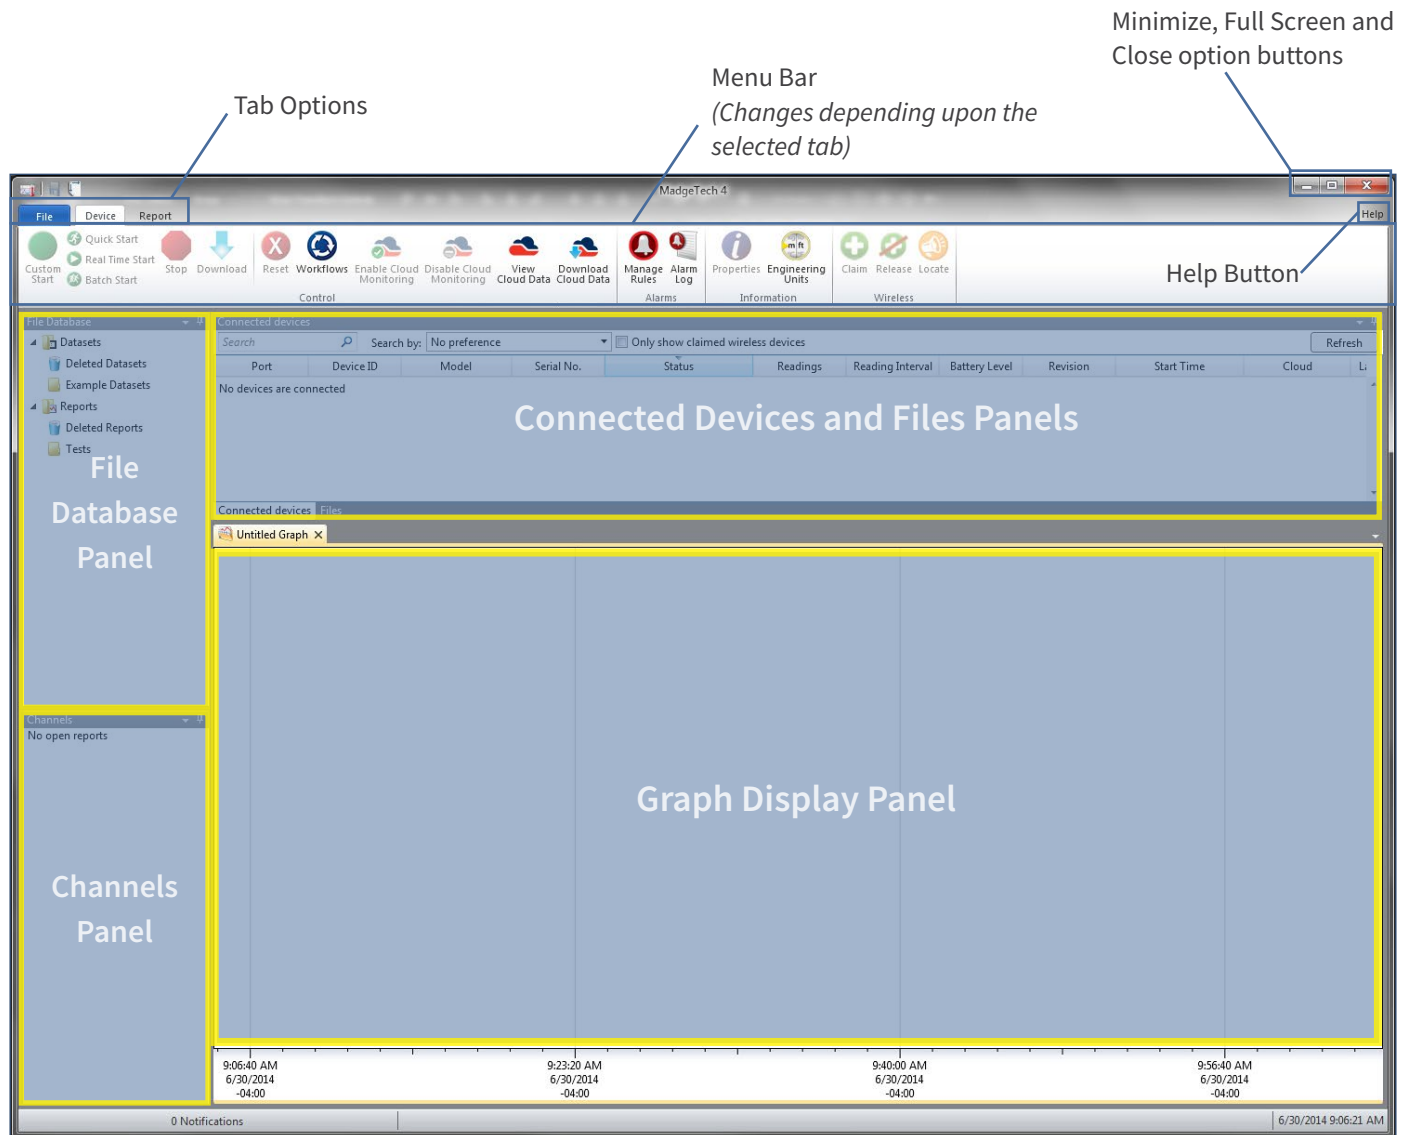 Minimize, Full Screen and
Close option buttons
Menu Bar
(Changes depending upon the
selected tab)
Tab Options
MadgeTech 4
File Device Report Help
Custom Start
Quick Start
Real Time Start
Batch Start
Stop
Download
Reset
Workflows
Enable Cloud Monitoring
Disable Cloud Monitoring
View Cloud Data
Download Cloud Data
Control
Manage Rules
Alarm Log
Alarms
Properties
m ft
Engineering Units
Information
Claim
Release
Locate
Wireless
Help Button
File Database
Datasets
Deleted Datasets
Example Datasets
Reports
Deleted Reports
Tests
File
Database
Panel
Connected devices
Search
Search by: No preference
Only show claimed wireless devices
Refresh
Port Device ID Model Serial No. Status Readings Reading Interval Battery Level Revision Start Time Cloud
No devices are connected
Connected Devices and Files Panels
Connected devices Files
Untitled Graph
Channels
No open reports
Channels
Panel
Graph Display Panel
9:06:40 AM 9:23:20 AM 9:40:00 AM 9:56:40 AM
6/30/2014 6/30/2014 6/30/2014 6/30/2014
-04:00 -04:00 -04:00 -04:00
0 Notifications
6/30/2014 9:06:21 AM